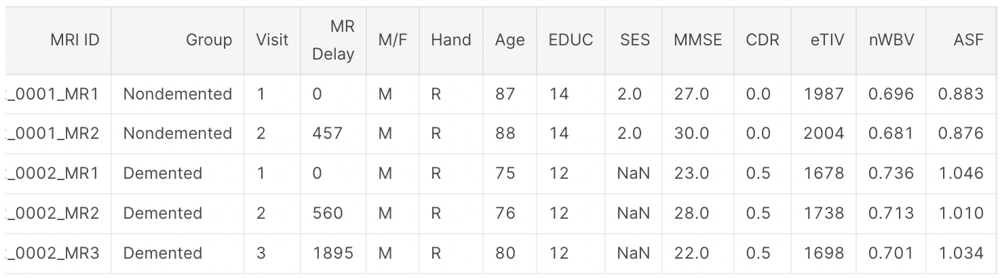 MRI ID Group Visit MR Delay M/F Hand Age EDUC SES MMSE CDR eTIV nWBV ASF
_0001_MR1 Nondemented 1 0 M R 87 14 2.0 27.0 0.0 1987 0.696 0.883
_0001_MR2 Nondemented 2 457 M R 88 14 2.0 30.0 0.0 2004 0.681 0.876
_0002_MR1 Demented 1 0 M R 75 12 NaN 23.0 0.5 1678 0.736 1.046
_0002_MR2 Demented 2 560 M R 76 12 NaN 28.0 0.5 1738 0.713 1.010
_0002_MR3 Demented 3 1895 M R 80 12 NaN 22.0 0.5 1698 0.701 1.034